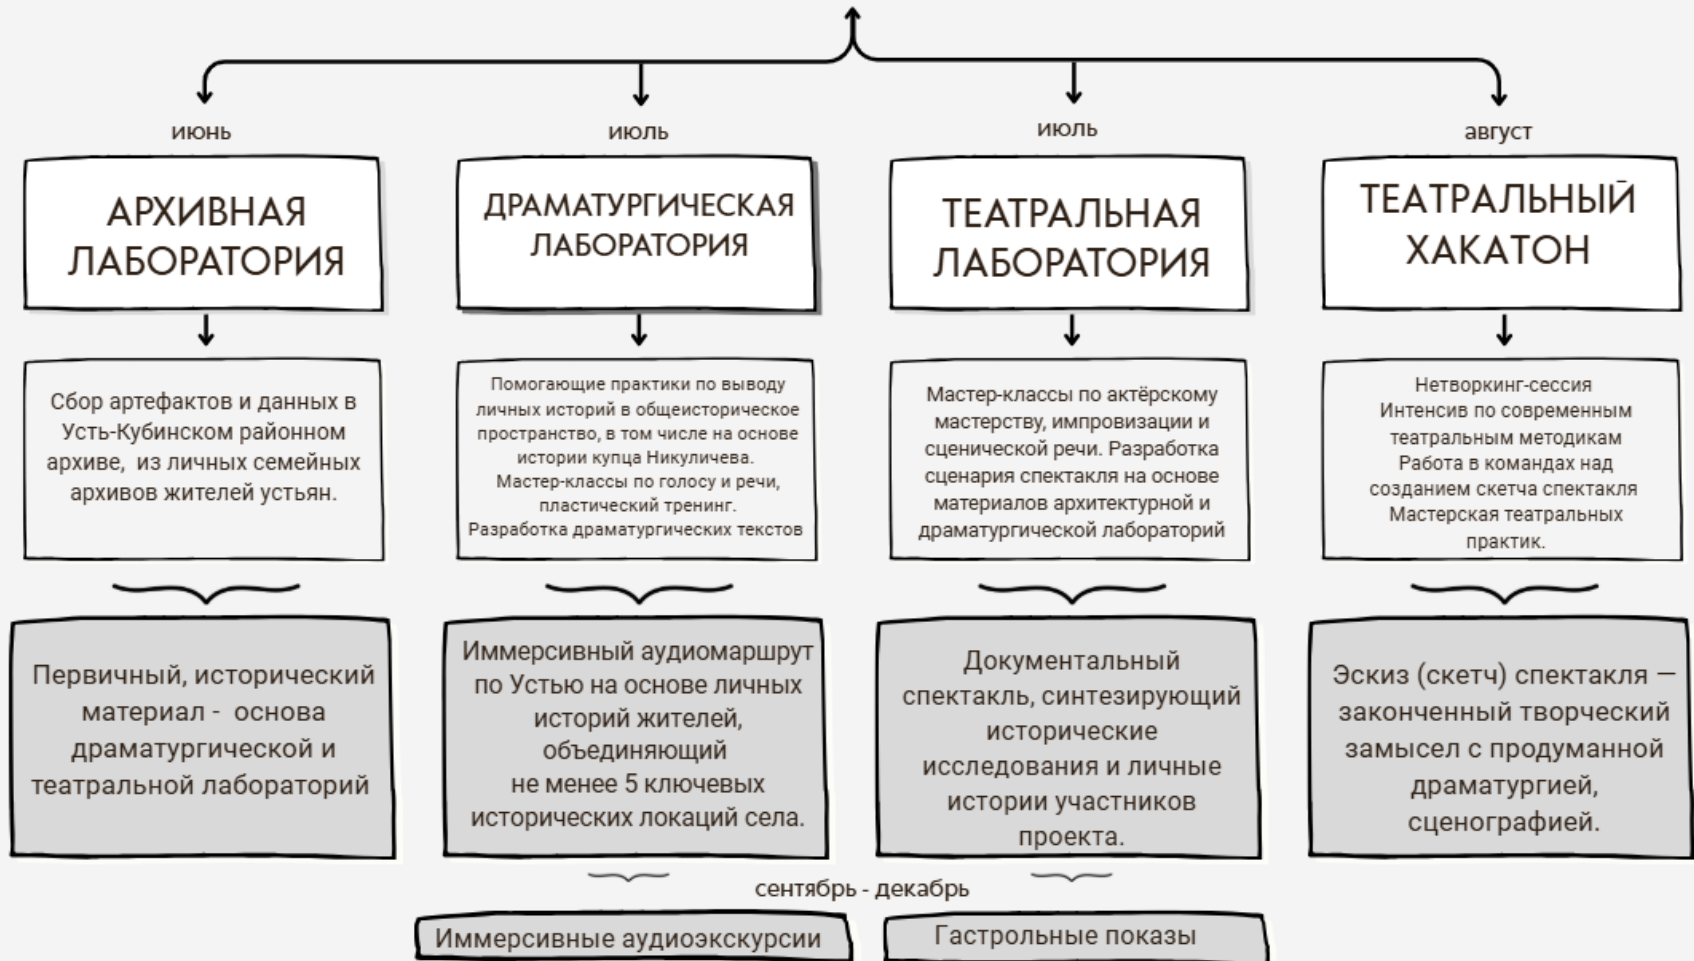 июнь
АРХИВНАЯ
ЛАБОРАТОРИЯ
Сбор артефактов и данных в
Усть-Кубинском районном
архиве, из личных семейных
архивов жителей устьян.
Первичный, исторический
материал - основа
драматургической и
театральной лабораторий
июль
ДРАМАТУРГИЧЕСКАЯ
ЛАБОРАТОРИЯ
Помогающие практики по выводу
личных историй в общеисторическое
пространство, в том числе на основе
истории купца Никуличева.
Мастер-классы по голосу и речи,
пластический тренинг.
Разработка драматургических текстов
Иммерсивный аудиомаршрут
по Устью на основе личных
историй жителей,
объединяющий
не менее 5 ключевых
исторических локаций села.
июль
ТЕАТРАЛЬНАЯ
ЛАБОРАТОРИЯ
Мастер-классы по актёрскому
мастерству, импровизации и
сценической речи. Разработка
сценария спектакля на основе
материалов архитектурной и
драматургической лабораторий
Документальный
спектакль, синтезирующий
исторические
исследования и личные
истории участников
проекта.
август
ТЕАТРАЛЬНЫЙ
ХАКАТОН
Нетворкинг-сессия
Интенсив по современным
театральным методикам
Работа в командах над
созданием скетча спектакля
Мастерская театральных
практик.
Эскиз (скетч) спектакля —
законченный творческий
замысел с продуманной
драматургией,
сценографией.
сентябрь - декабрь
Иммерсивные аудиоэкскурсии
Гастрольные показы